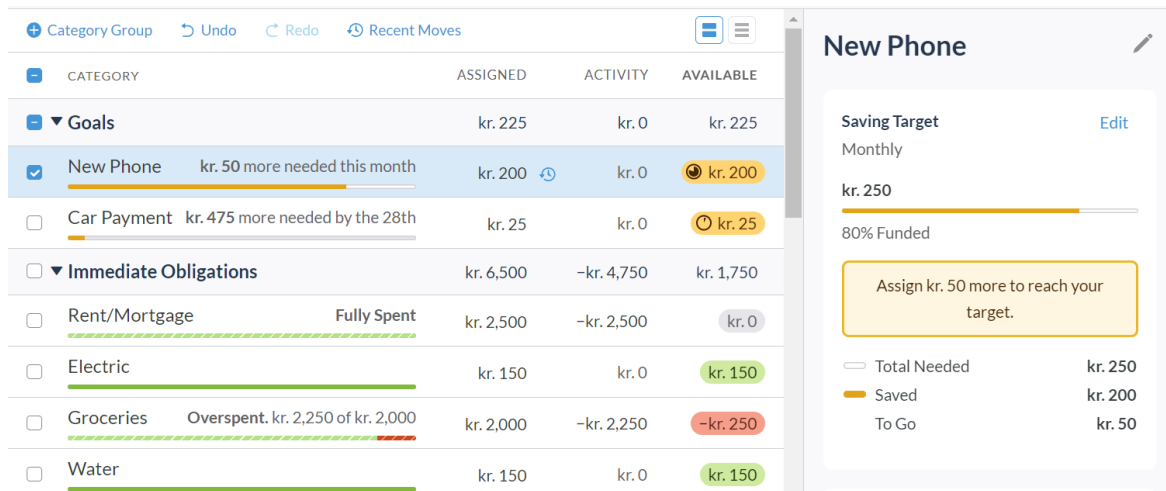 Category Group Undo Redo Recent Moves
CATEGORY ASSIGNED ACTIVITY AVAILABLE
Goals kr. 225 kr. 0 kr. 225
New Phone kr. 50 more needed this month kr. 200 kr. 0 kr. 200
Car Payment kr. 475 more needed by the 28th kr. 25 kr. 0 kr. 25
Immediate Obligations kr. 6,500 −kr. 4,750 kr. 1,750
Rent/Mortgage Fully Spent kr. 2,500 −kr. 2,500 kr. 0
Electric kr. 150 kr. 0 kr. 150
Groceries Overspent. kr. 2,250 of kr. 2,000 kr. 2,000 −kr. 2,250 −kr. 250
Water kr. 150 kr. 0 kr. 150
New Phone
Saving Target Edit
Monthly
kr. 250
80% Funded
Assign kr. 50 more to reach your
target.
Total Needed kr. 250
Saved kr. 200
To Go kr. 50